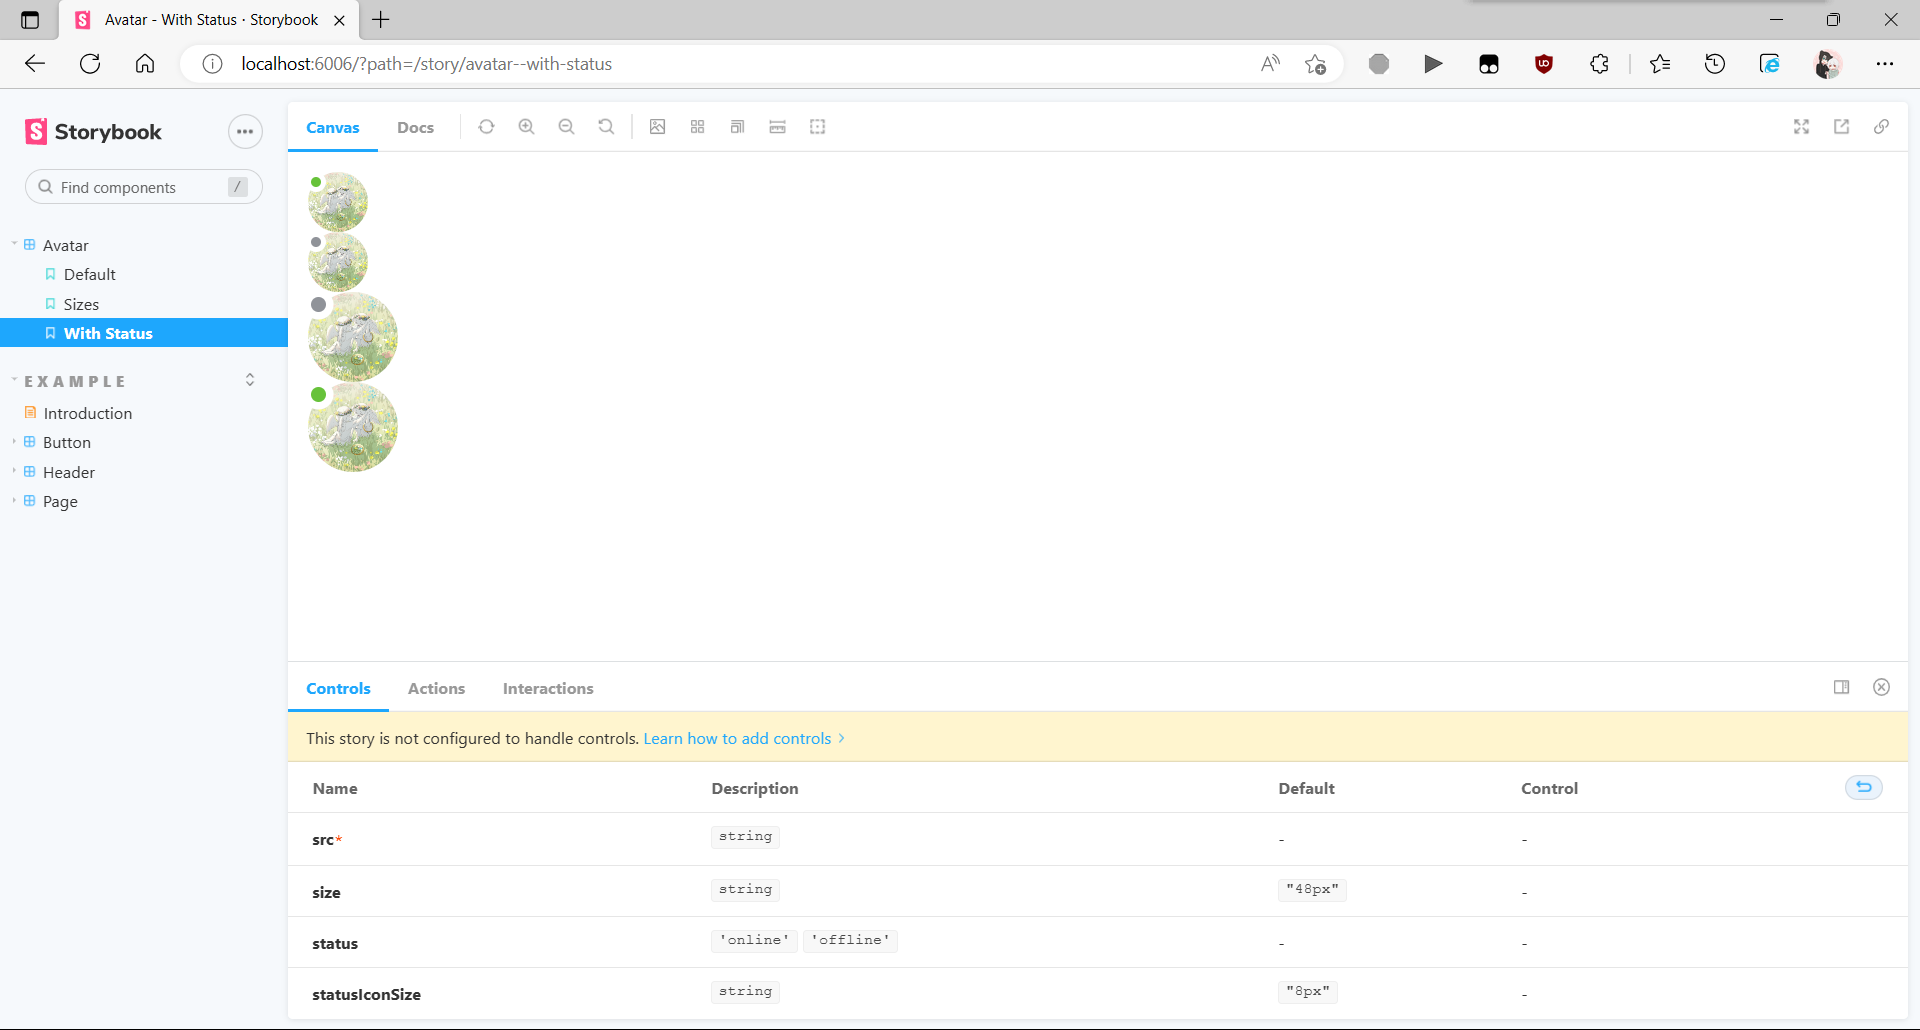 Avatar - With Status · Storybook
localhost:6006/?path=/story/avatar--with-status
Storybook
Find components /
Avatar
Default
Sizes
With Status
EXAMPLE
Introduction
Button
Header
Page
Canvas Docs
Controls Actions Interactions
This story is not configured to handle controls. Learn how to add controls
Name Description Default Control
src* string - -
size string "48px" -
status 'online' 'offline' - -
statusIconSize string "8px" -